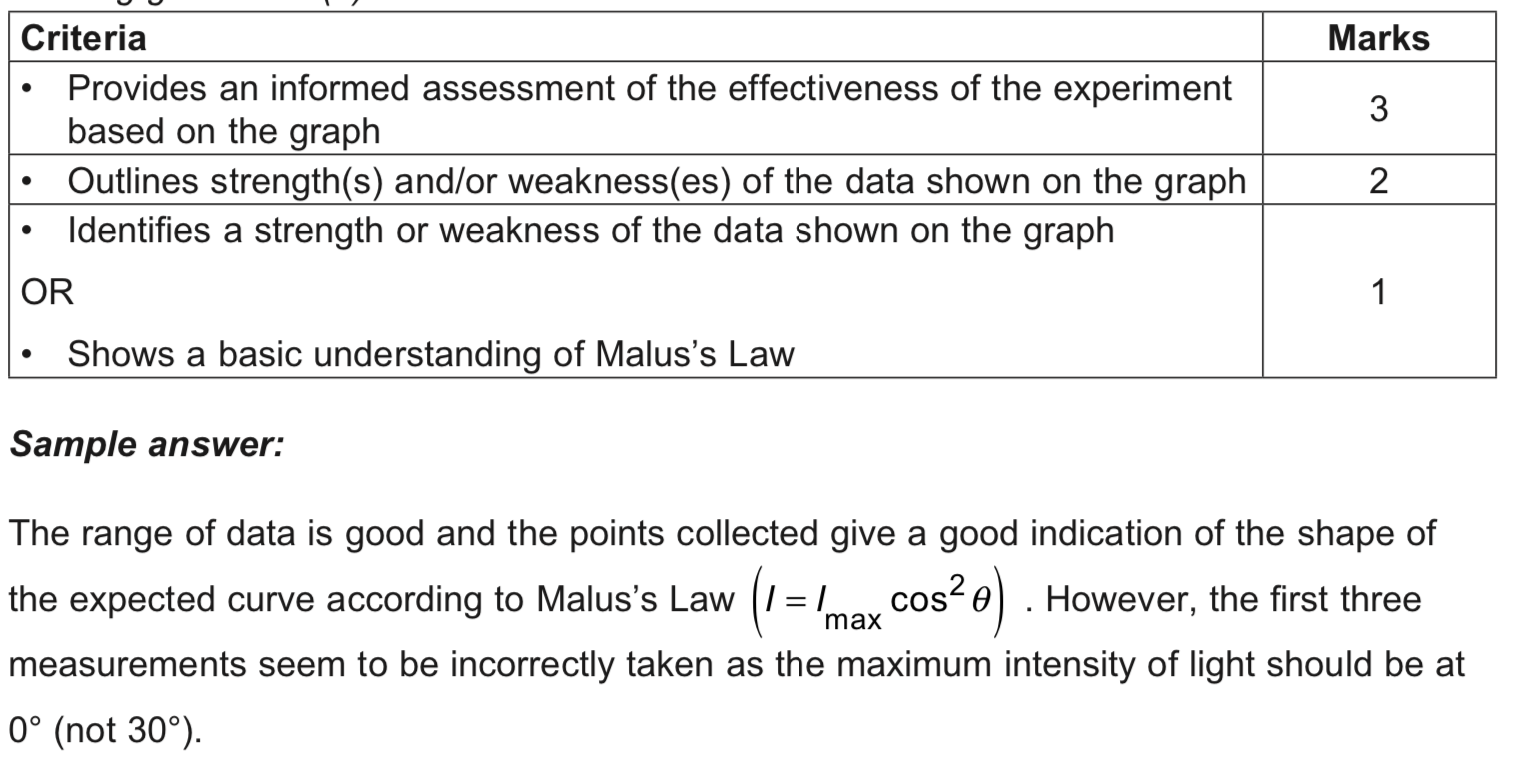 Criteria Marks
• Provides an informed assessment of the effectiveness of the experiment
based on the graph
3
• Outlines strength(s) and/or weakness(es) of the data shown on the graph 2
• Identifies a strength or weakness of the data shown on the graph
OR
1
• Shows a basic understanding of Malus’s Law
Sample answer:
The range of data is good and the points collected give a good indication of the shape of
the expected curve according to Malus’s Law (I = Imax cos² θ) . However, the first three
measurements seem to be incorrectly taken as the maximum intensity of light should be at
0° (not 30°).